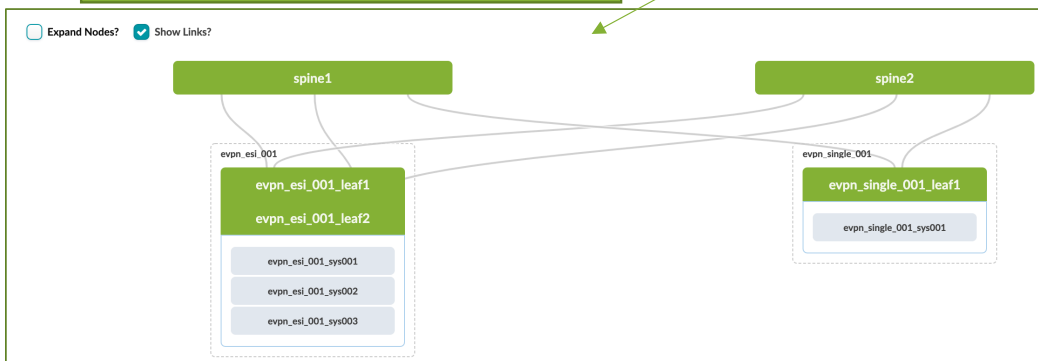 Expand Nodes? Show Links?
spine1 spine2
evpn_esi_001 evpn_single_001
evpn_esi_001_leaf1 evpn_single_001_leaf1
evpn_esi_001_leaf2
evpn_single_001_sys001
evpn_esi_001_sys001
evpn_esi_001_sys002
evpn_esi_001_sys003